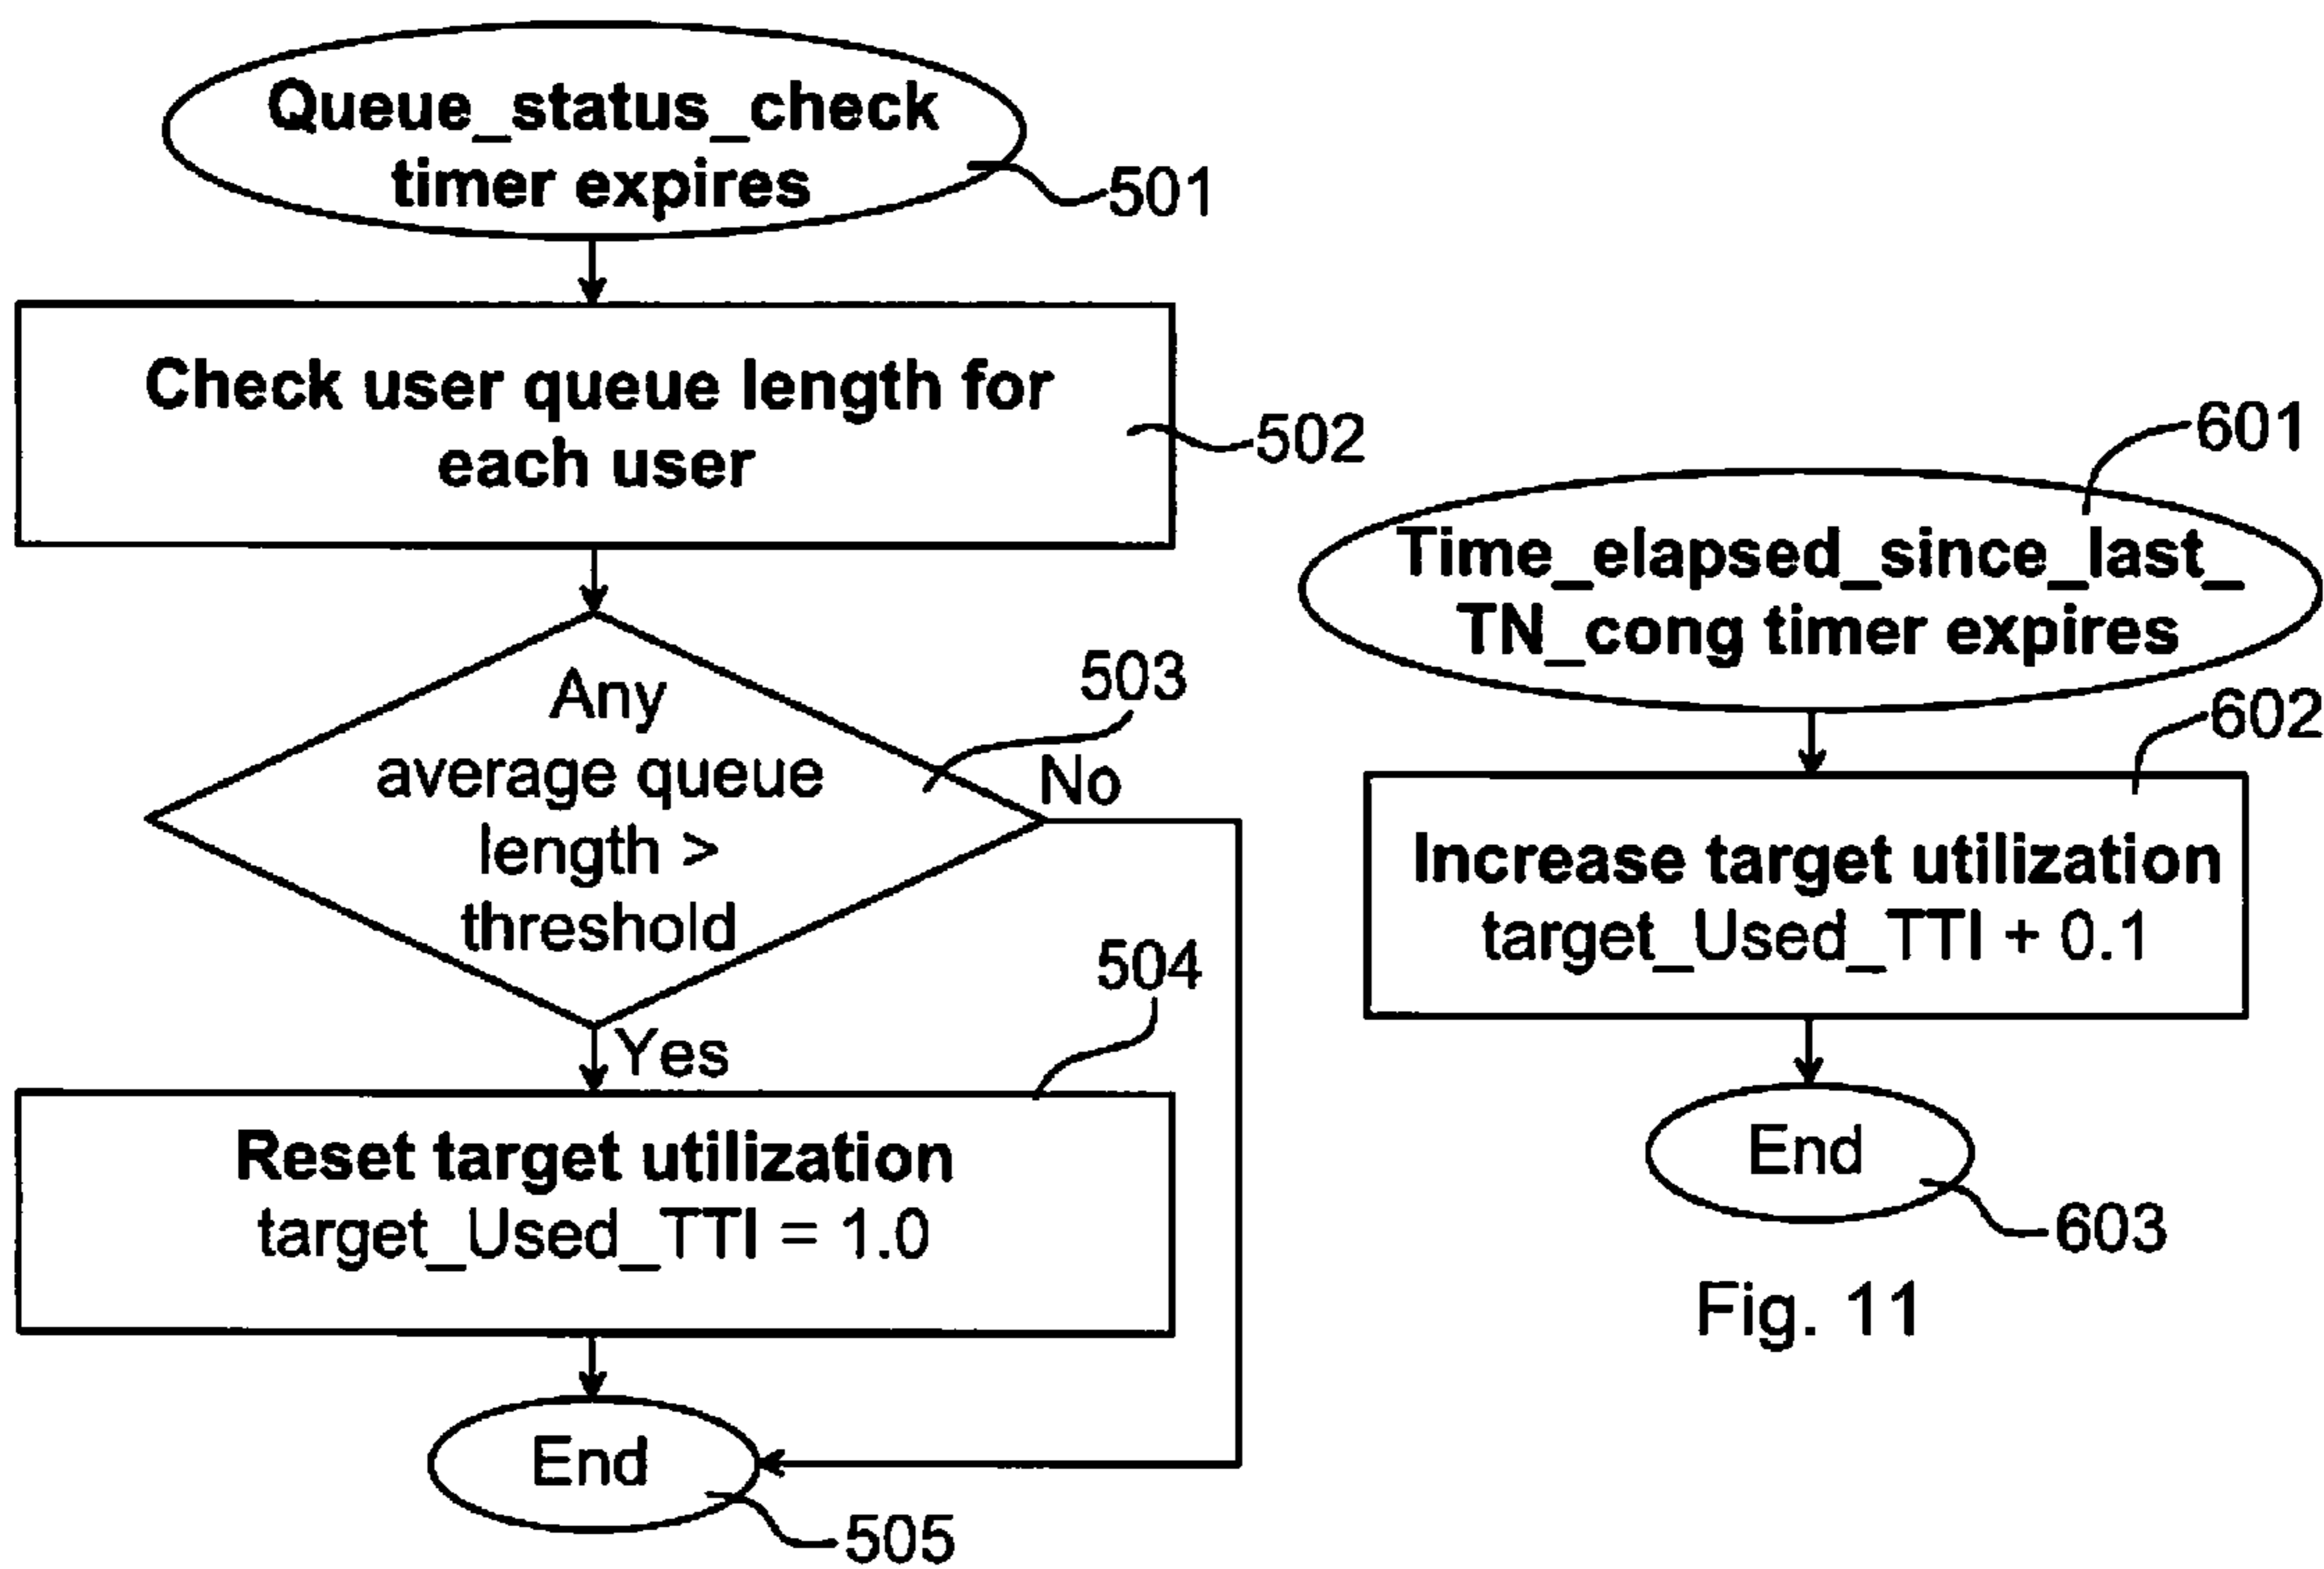 Queue_status_check
timer expires
501
Check user queue length for
each user
502
Any
average queue
length >
threshold
503
No
Yes
504
Reset target utilization
target_Used_TTI = 1.0
End
505
601
Time_elapsed_since_last_
TN_cong timer expires
602
Increase target utilization
target_Used_TTI + 0.1
End
603
Fig. 11